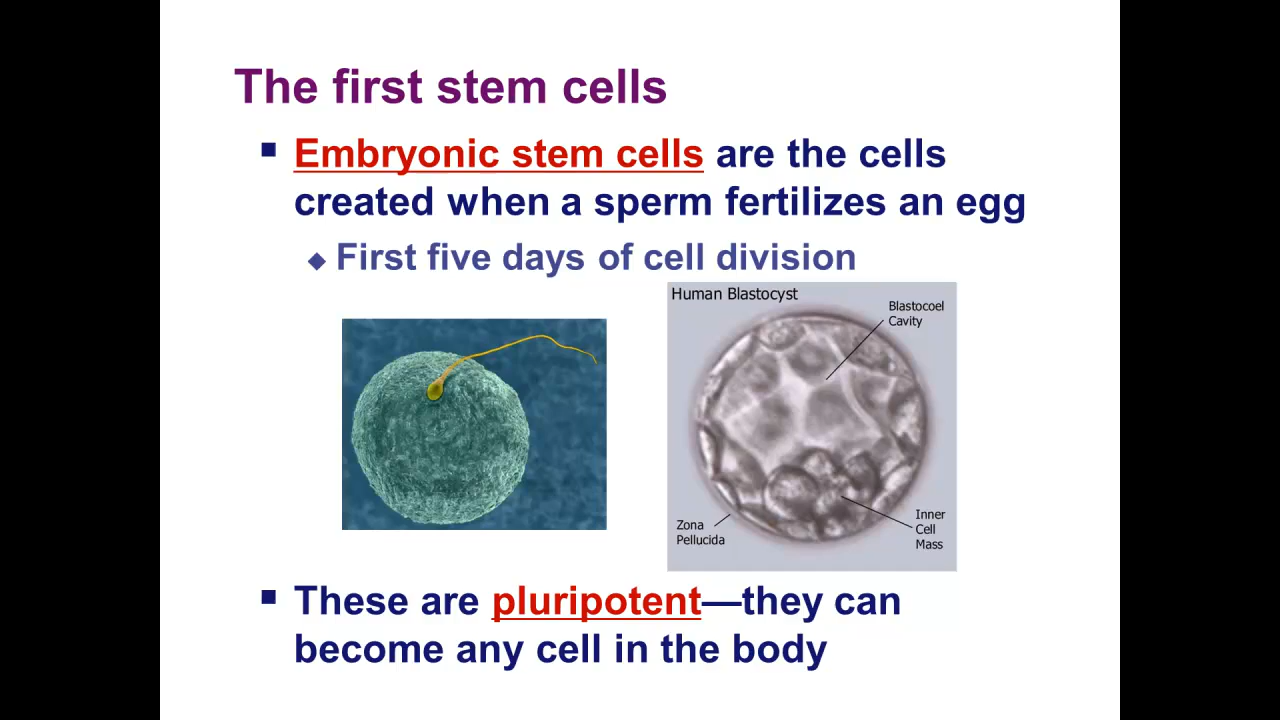 The first stem cells
Embryonic stem cells are the cells
created when a sperm fertilizes an egg
First five days of cell division
Human Blastocyst
Blastocoel
Cavity
Zona
Pellucida
Inner
Cell
Mass
These are pluripotent—they can
become any cell in the body